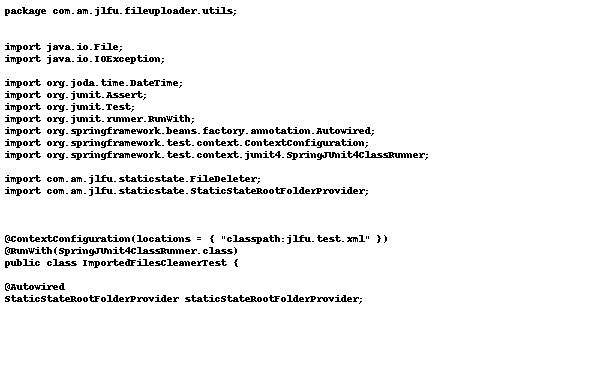 package com.am.jlfu.fileuploader.utils;
import java.io.File;
import java.io.IOException;
import org.joda.time.DateTime;
import org.junit.Assert;
import org.junit.Test;
import org.junit.runner.RunWith;
import org.springframework.beans.factory.annotation.Autowired;
import org.springframework.test.context.ContextConfiguration;
import org.springframework.test.context.junit4.SpringJUnit4ClassRunner;
import com.am.jlfu.staticstate.FileDeleter;
import com.am.jlfu.staticstate.StaticStateRootFolderProvider;
@ContextConfiguration(locations = { "classpath:jlfu.test.xml" })
@RunWith(SpringJUnit4ClassRunner.class)
public class ImportedFilesCleanerTest {
@Autowired
StaticStateRootFolderProvider staticStateRootFolderProvider;